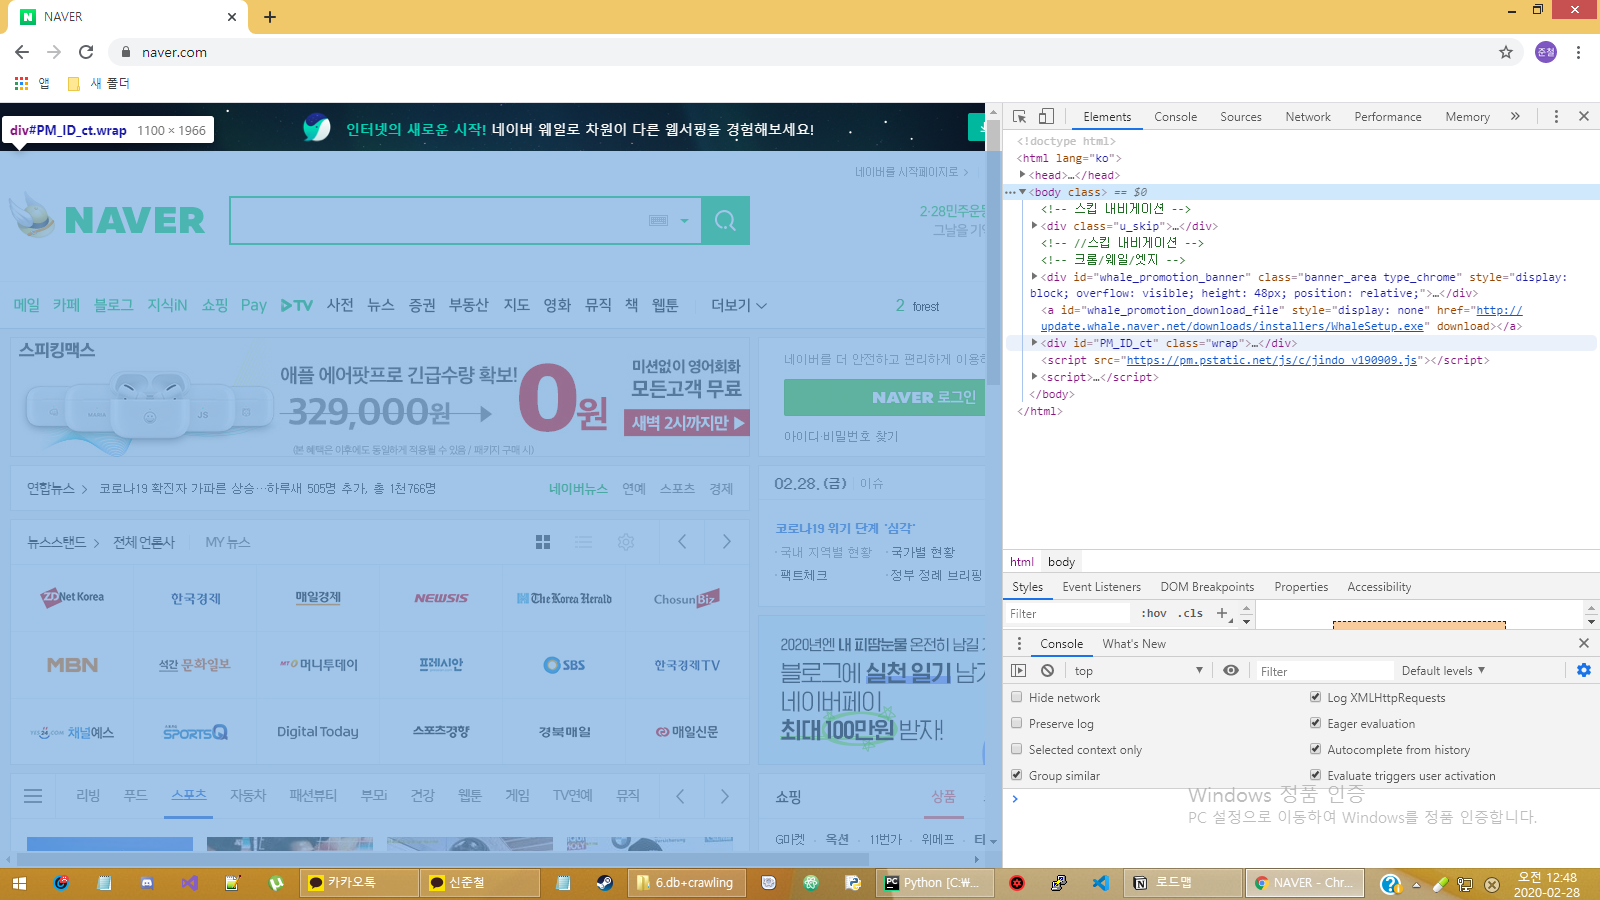 NAVER
naver.com
준철
앱
새 폴더
div#PM_ID_ct.wrap 1100 × 1966
인터넷의 새로운 시작! 네이버 웨일로 차원이 다른 웹서핑을 경험해보세요!
네이버를 시작페이지로 >
NAVER
2·28민주운동
그날을 기억
메일 카페 블로그 지식iN 쇼핑 Pay TV 사전 뉴스 증권 부동산 지도 영화 뮤직 책 웹툰 더보기
2 forest
스피킹맥스
애플 에어팟프로 긴급수량 확보!
329,000원
0원
미션없이 영어회화
모든고객 무료
새벽 2시까지만 ▶
(본 혜택은 이후에도 동일하게 적용될 수 있음 / 패키지 구매 시)
네이버를 더 안전하고 편리하게 이용하
NAVER 로그인
아이디·비밀번호 찾기
연합뉴스 > 코로나19 확진자 가파른 상승…하루새 505명 추가, 총 1천766명
네이버뉴스 연예 스포츠 경제
02.28. (금) 이슈
코로나19 위기 단계 '심각'
· 국내 지역별 현황 · 국가별 현황
· 팩트체크 · 정부 정례 브리핑
뉴스스탠드 > 전체 언론사 MY 뉴스
ZDNet Korea 한국경제 매일경제 NEWSIS The Korea Herald ChosunBiz
MBN 석간 문화일보 머니투데이 프레시안 SBS 한국경제TV
채널예스 SPORTSQ Digital Today 스포츠경향 경북매일 매일신문
2020년엔 내 피땀눈물 온전히 남길
블로그에 실천 일기 남기
네이버페이
최대 100만원 받자!
리빙 푸드 스포츠 자동차 패션뷰티 부모i 건강 웹툰 게임 TV연예 뮤직
쇼핑 상품
G마켓 · 옥션 · 11번가 · 위메프 · 티
Elements Console Sources Network Performance Memory »
<!doctype html>
<html lang="ko">
<head>…</head>
<body class> == $0
<!-- 스킵 내비게이션 -->
<div class="u_skip">…</div>
<!-- //스킵 내비게이션 -->
<!-- 크롬/웨일/엣지 -->
<div id="whale_promotion_banner" class="banner_area type_chrome" style="display:
block; overflow: visible; height: 48px; position: relative;">…</div>
<a id="whale_promotion_download_file" style="display: none" href="http://
update.whale.naver.net/downloads/installers/WhaleSetup.exe" download></a>
<div id="PM_ID_ct" class="wrap">…</div>
<script src="https://pm.pstatic.net/js/c/jindo_v190909.js"></script>
<script>…</script>
</body>
</html>
html body
Styles Event Listeners DOM Breakpoints Properties Accessibility
Filter :hov .cls +
Console What's New
top Filter Default levels ▼
Hide network Log XMLHttpRequests
Preserve log Eager evaluation
Selected context only Autocomplete from history
Group similar Evaluate triggers user activation
Windows 정품 인증
PC 설정으로 이동하여 Windows를 정품 인증합니다.
카카오톡
신준철
6.db+crawling
Python [C:₩...
로드맵
NAVER - Chr...
오전 12:48
2020-02-28